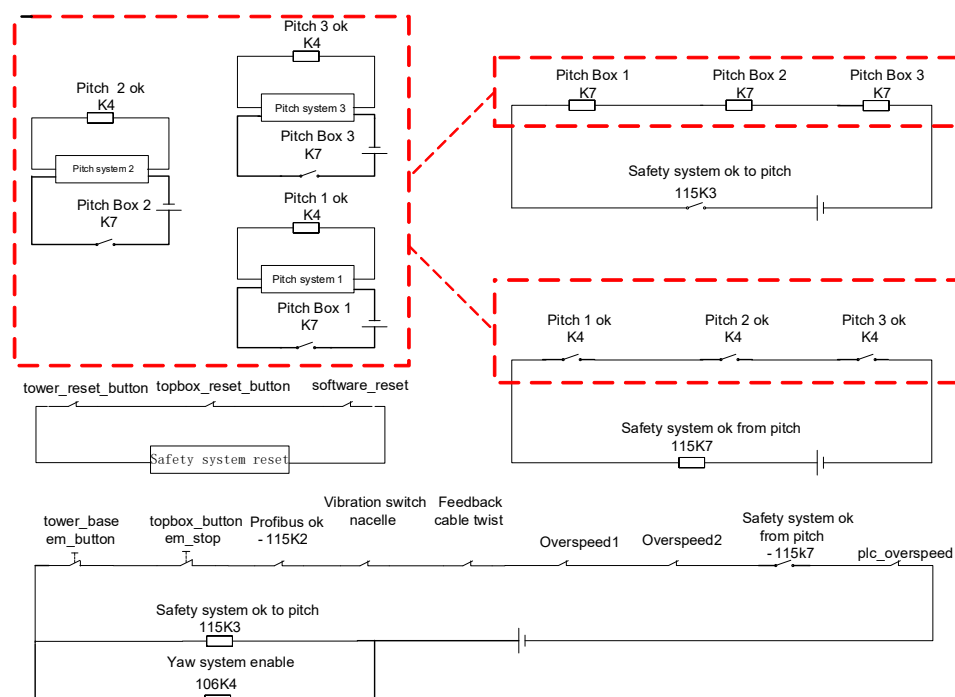 Pitch 3 ok
K4
Pitch 2 ok
K4
Pitch system 3
Pitch Box 3
K7
Pitch system 2
Pitch Box 2
K7
Pitch 1 ok
K4
Pitch system 1
Pitch Box 1
K7
Pitch Box 1
K7
Pitch Box 2
K7
Pitch Box 3
K7
Safety system ok to pitch
115K3
Pitch 1 ok
K4
Pitch 2 ok
K4
Pitch 3 ok
K4
Safety system ok from pitch
115K7
tower_reset_button
topbox_reset_button
software_reset
Safety system reset
tower_base
em_button
topbox_button
em_stop
Profibus ok
- 115K2
Vibration switch
nacelle
Feedback
cable twist
Overspeed1
Overspeed2
Safety system ok
from pitch
- 115k7
plc_overspeed
Safety system ok to pitch
115K3
Yaw system enable
106K4